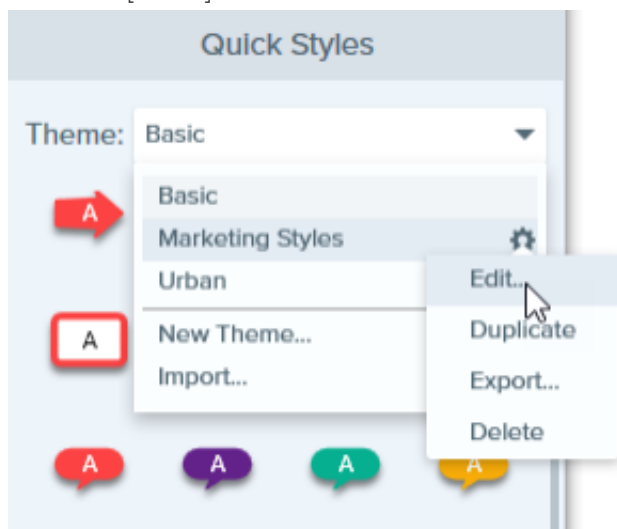 Quick Styles
Theme: Basic
A
Basic
Marketing Styles
Urban
Edit...
A
New Theme...
Duplicate
Import...
Export...
Delete
A A A A